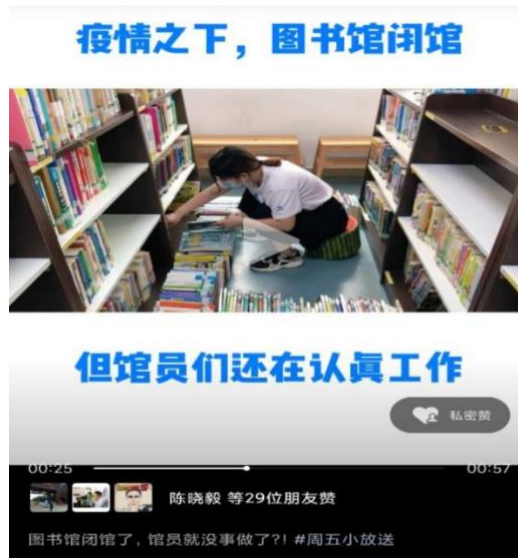 疫情之下，图书馆闭馆
但馆员们还在认真工作
私密赞
00:25
00:57
陈晓毅 等29位朋友赞
图书馆闭馆了，馆员就没事做了?! #周五小放送